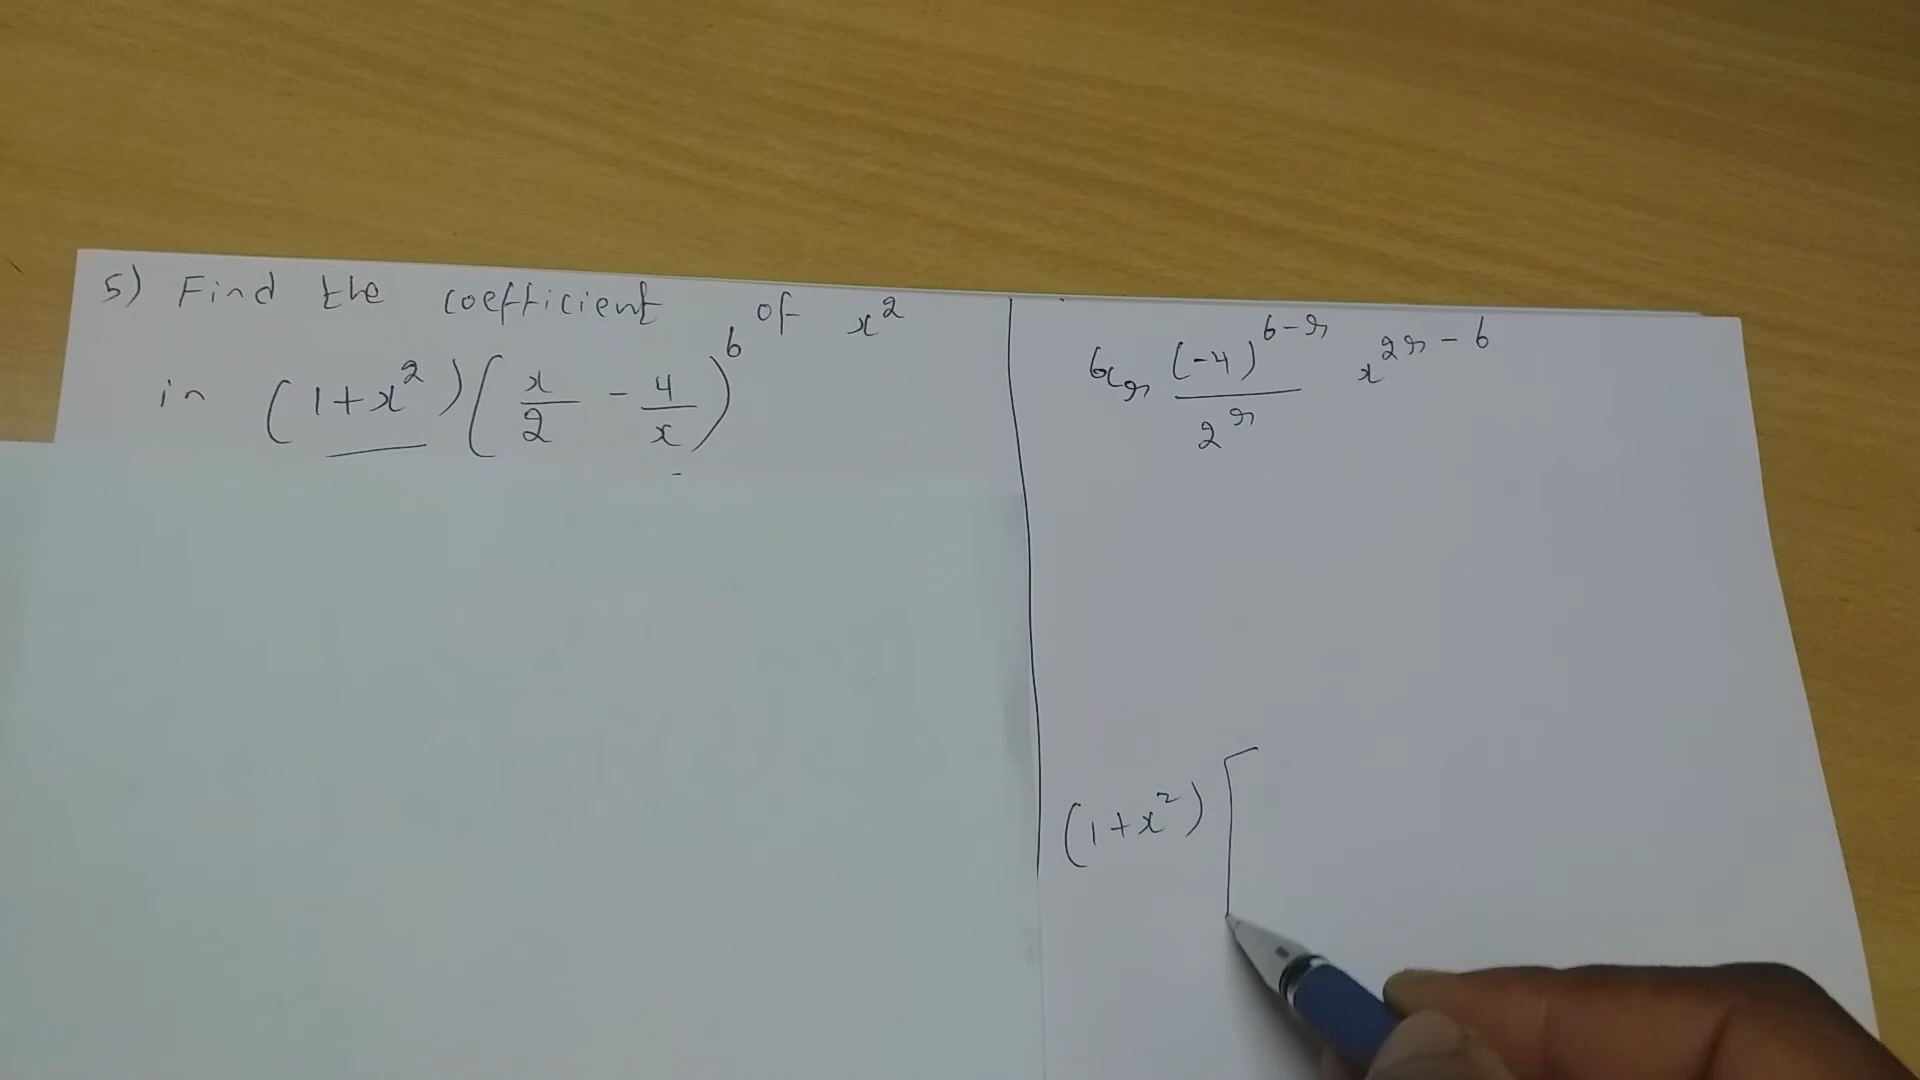 5) Find the coefficient of x²
in (1+x²)(x/2 - 4/x)⁶
6Cr (-4)^(6-r)/2^r x^(2r-6)
(1+x²)[